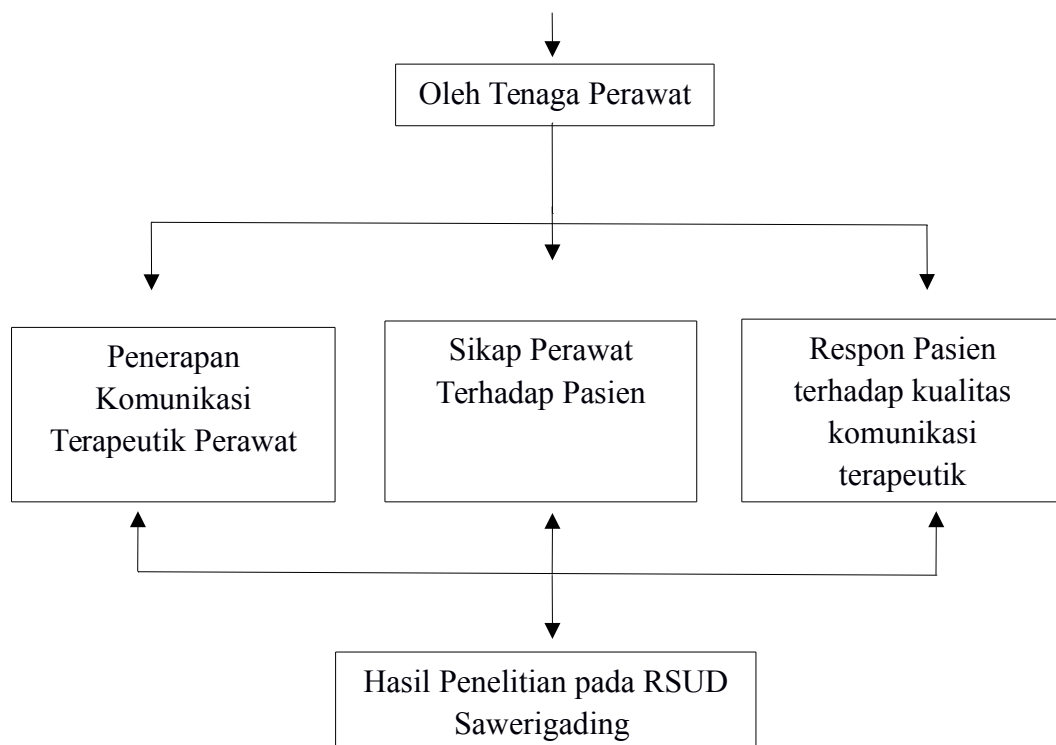 Oleh Tenaga Perawat
Penerapan
Komunikasi
Terapeutik Perawat
Sikap Perawat
Terhadap Pasien
Respon Pasien
terhadap kualitas
komunikasi
terapeutik
Hasil Penelitian pada RSUD
Sawerigading